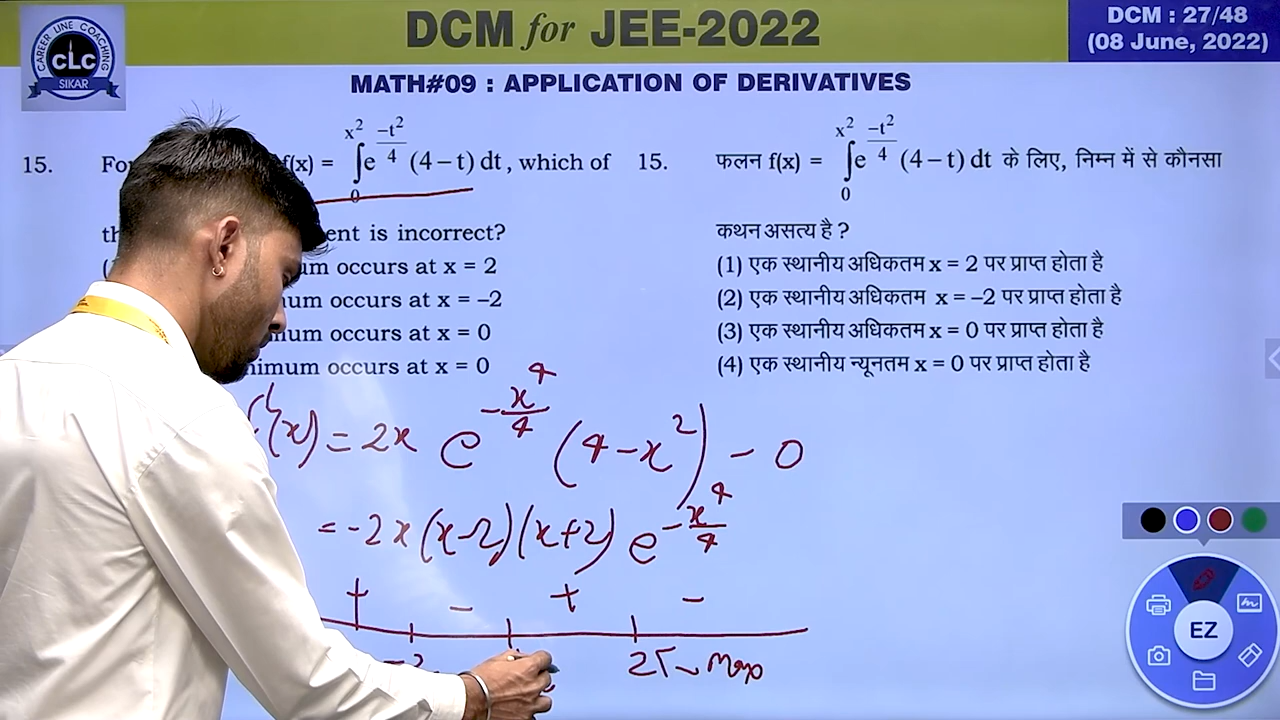 DCM for JEE-2022
DCM : 27/48
(08 June, 2022)
CAREER LINE COACHING
CLC
SIKAR
MATH#09 : APPLICATION OF DERIVATIVES
15. f(x) = ∫₀^{x²} e^{-t²/4} (4 – t) dt, which of
ent is incorrect?
um occurs at x = 2
num occurs at x = –2
mum occurs at x = 0
nimum occurs at x = 0
15. फलन f(x) = ∫₀^{x²} e^{-t²/4} (4 – t) dt के लिए, निम्न में से कौनसा
कथन असत्य है ?
(1) एक स्थानीय अधिकतम x = 2 पर प्राप्त होता है
(2) एक स्थानीय अधिकतम x = –2 पर प्राप्त होता है
(3) एक स्थानीय अधिकतम x = 0 पर प्राप्त होता है
(4) एक स्थानीय न्यूनतम x = 0 पर प्राप्त होता है
f'(x) = 2x e^{-x⁴/4} (4 – x²) – 0
= -2x (x-2)(x+2) e^{-x⁴/4}
+ – + –
2 Max
EZ